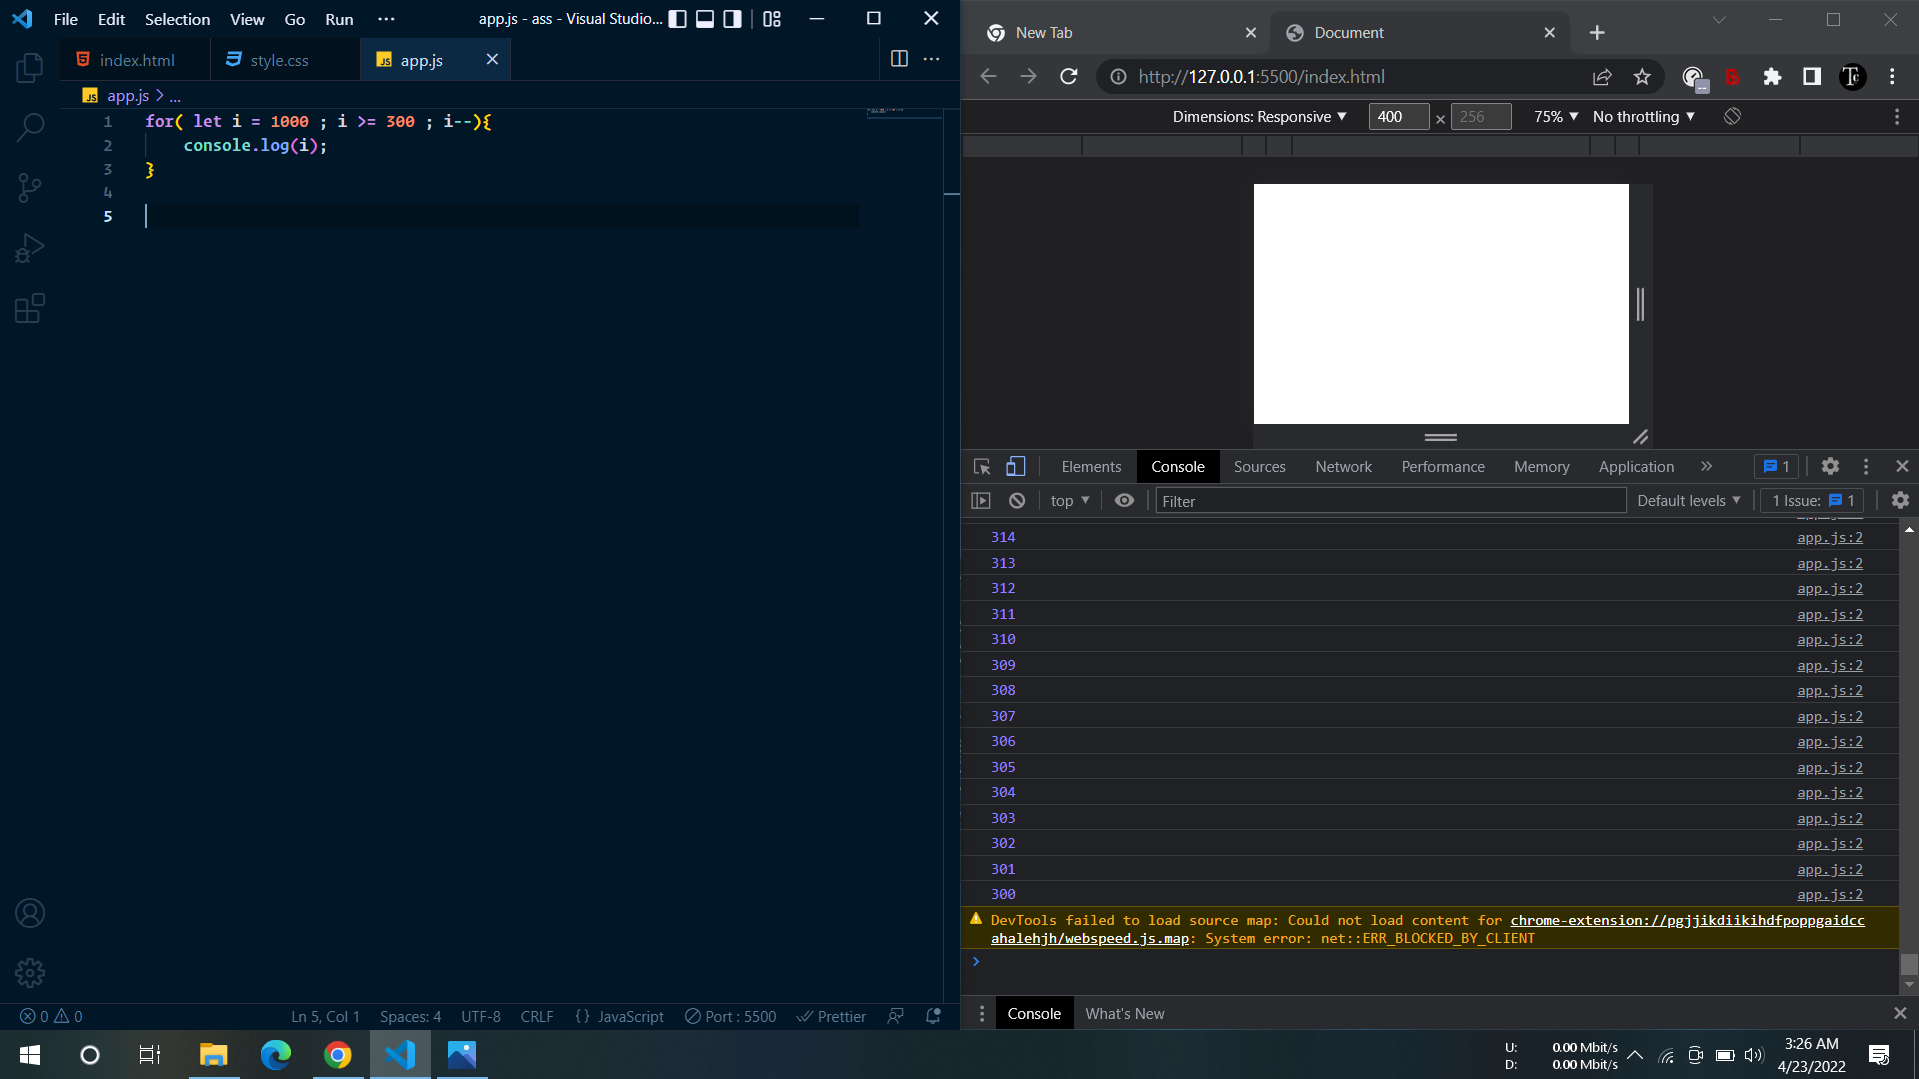 File Edit Selection View Go Run ··· app.js - ass - Visual Studio...
index.html style.css app.js
app.js > ...
1 for( let i = 1000 ; i >= 300 ; i--){
2 console.log(i);
3 }
4
5
0 0 Ln 5, Col 1 Spaces: 4 UTF-8 CRLF {} JavaScript Port : 5500 Prettier
New Tab Document
http://127.0.0.1:5500/index.html
Dimensions: Responsive 400 × 256 75% No throttling
Elements Console Sources Network Performance Memory Application » 1
top Filter Default levels 1 Issue: 1
314 app.js:2
313 app.js:2
312 app.js:2
311 app.js:2
310 app.js:2
309 app.js:2
308 app.js:2
307 app.js:2
306 app.js:2
305 app.js:2
304 app.js:2
303 app.js:2
302 app.js:2
301 app.js:2
300 app.js:2
DevTools failed to load source map: Could not load content for chrome-extension://pgjjikdiikihdfpoppgaidcc
ahalehjh/webspeed.js.map: System error: net::ERR_BLOCKED_BY_CLIENT
Console What's New
U: 0.00 Mbit/s
D: 0.00 Mbit/s
3:26 AM
4/23/2022